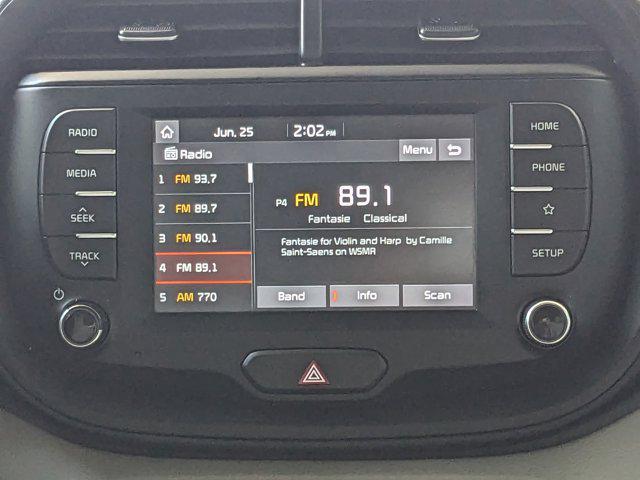 Jun, 25 2:02 PM
Radio Menu
1 FM 93.7
2 FM 89.7
3 FM 90.1
4 FM 89.1
5 AM 770
P4 FM 89.1
Fantasie Classical
Fantasie for Violin and Harp by Camille
Saint-Saens on WSMR
Band Info Scan
RADIO
MEDIA
SEEK
TRACK
HOME
PHONE
SETUP